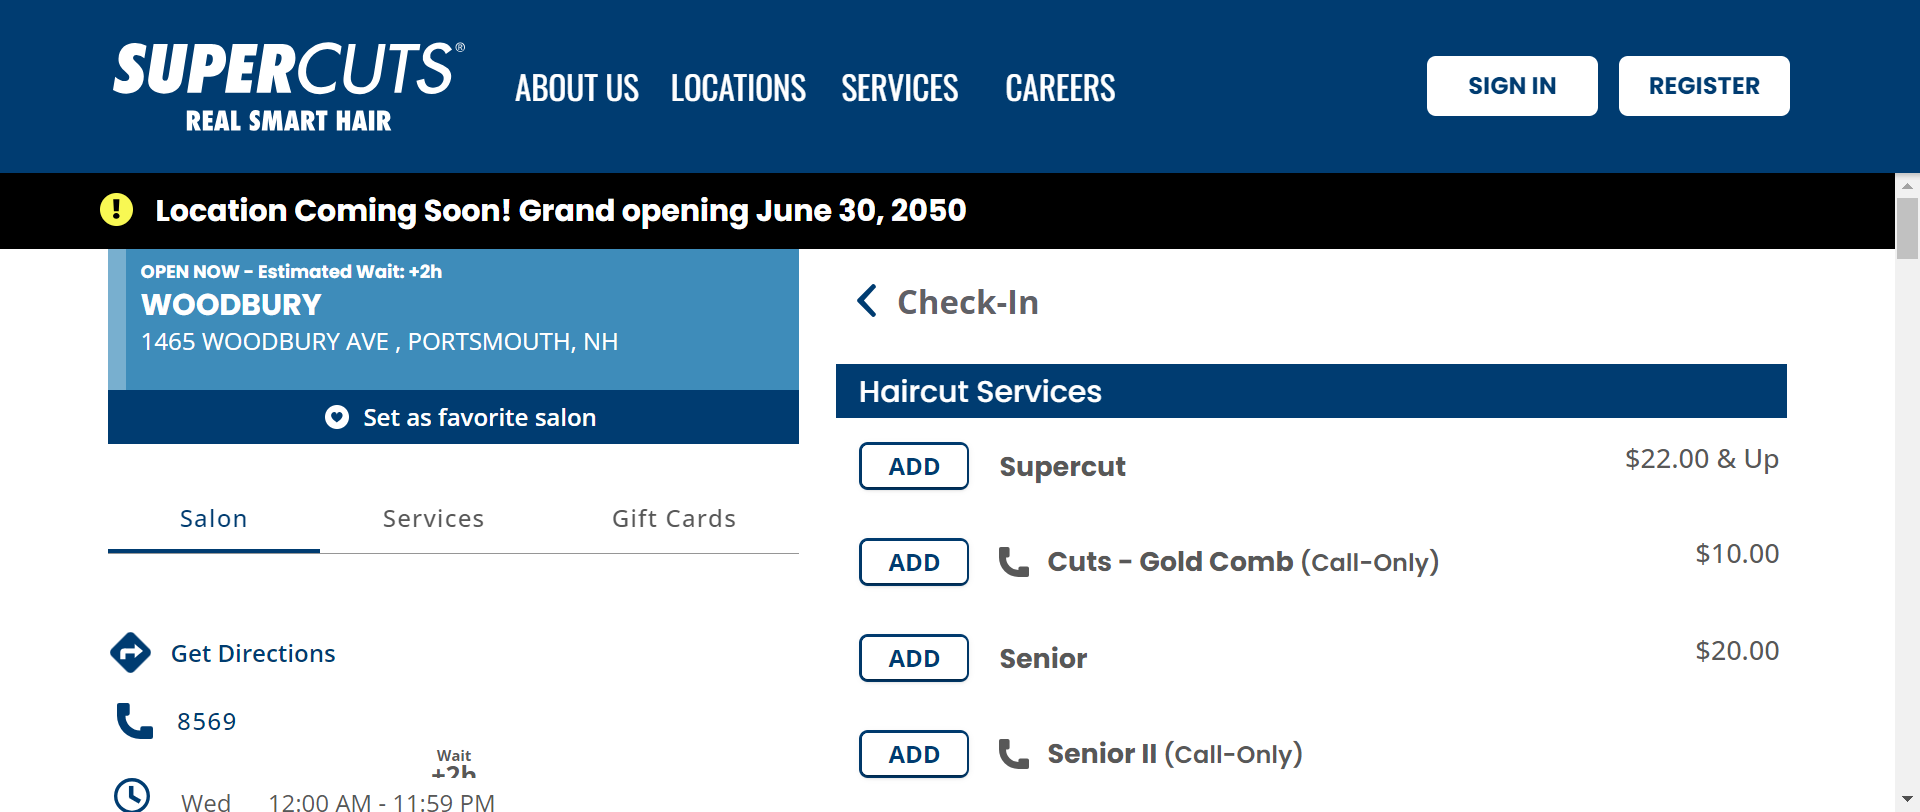 SUPERCUTS®
REAL SMART HAIR
ABOUT US
LOCATIONS
SERVICES
CAREERS
SIGN IN
REGISTER
Location Coming Soon! Grand opening June 30, 2050
OPEN NOW - Estimated Wait: +2h
WOODBURY
1465 WOODBURY AVE , PORTSMOUTH, NH
Set as favorite salon
Salon
Services
Gift Cards
Get Directions
8569
Wait
+2h
Wed 12:00 AM - 11:59 PM
Check-In
Haircut Services
ADD Supercut $22.00 & Up
ADD Cuts - Gold Comb (Call-Only) $10.00
ADD Senior $20.00
ADD Senior II (Call-Only)